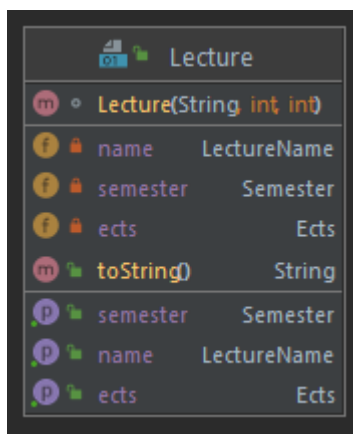 Lecture
Lecture(String, int, int)
name LectureName
semester Semester
ects Ects
toString() String
semester Semester
name LectureName
ects Ects